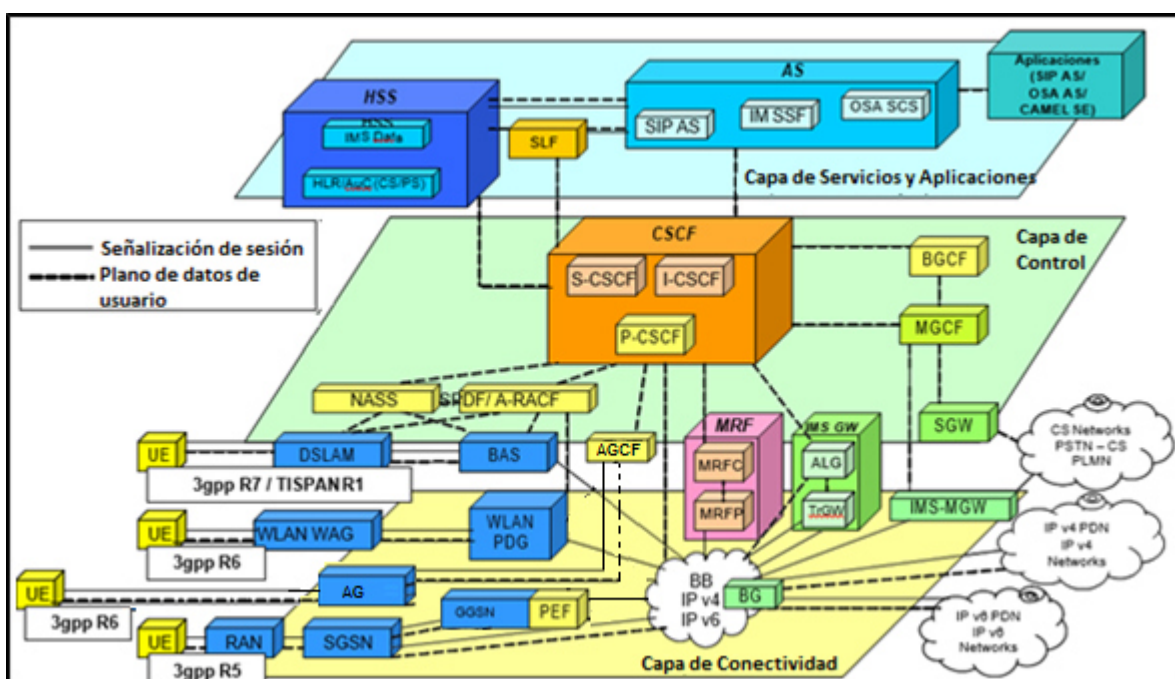 Aplicaciones
(SIP AS/
OSA AS/
CAMEL SE)
AS
HSS
HSS
IMS Data
HLR/AuC (CS/PS)
SLF
SIP AS
IM SSF
OSA SCS
Capa de Servicios y Aplicaciones
Señalización de sesión
Plano de datos de
usuario
CSCF
S-CSCF
I-CSCF
P-CSCF
Capa de
Control
BGCF
MGCF
NASS
SPDF/ A-RACF
UE
DSLAM
BAS
AGCF
MRF
MRFC
MRFP
IMS GW
ALG
TrGW
SGW
IMS-MGW
CS Networks
PSTN – CS
PLMN
3gpp R7 / TISPANR1
UE
WLAN WAG
WLAN
PDG
3gpp R6
IP v4 PDN
IP v4
Networks
UE
AG
3gpp R6
GGSN
PEF
BB
IP v4
IP v6
BG
IP v6 PDN
IP v6
Networks
UE
RAN
SGSN
3gpp R5
Capa de Conectividad